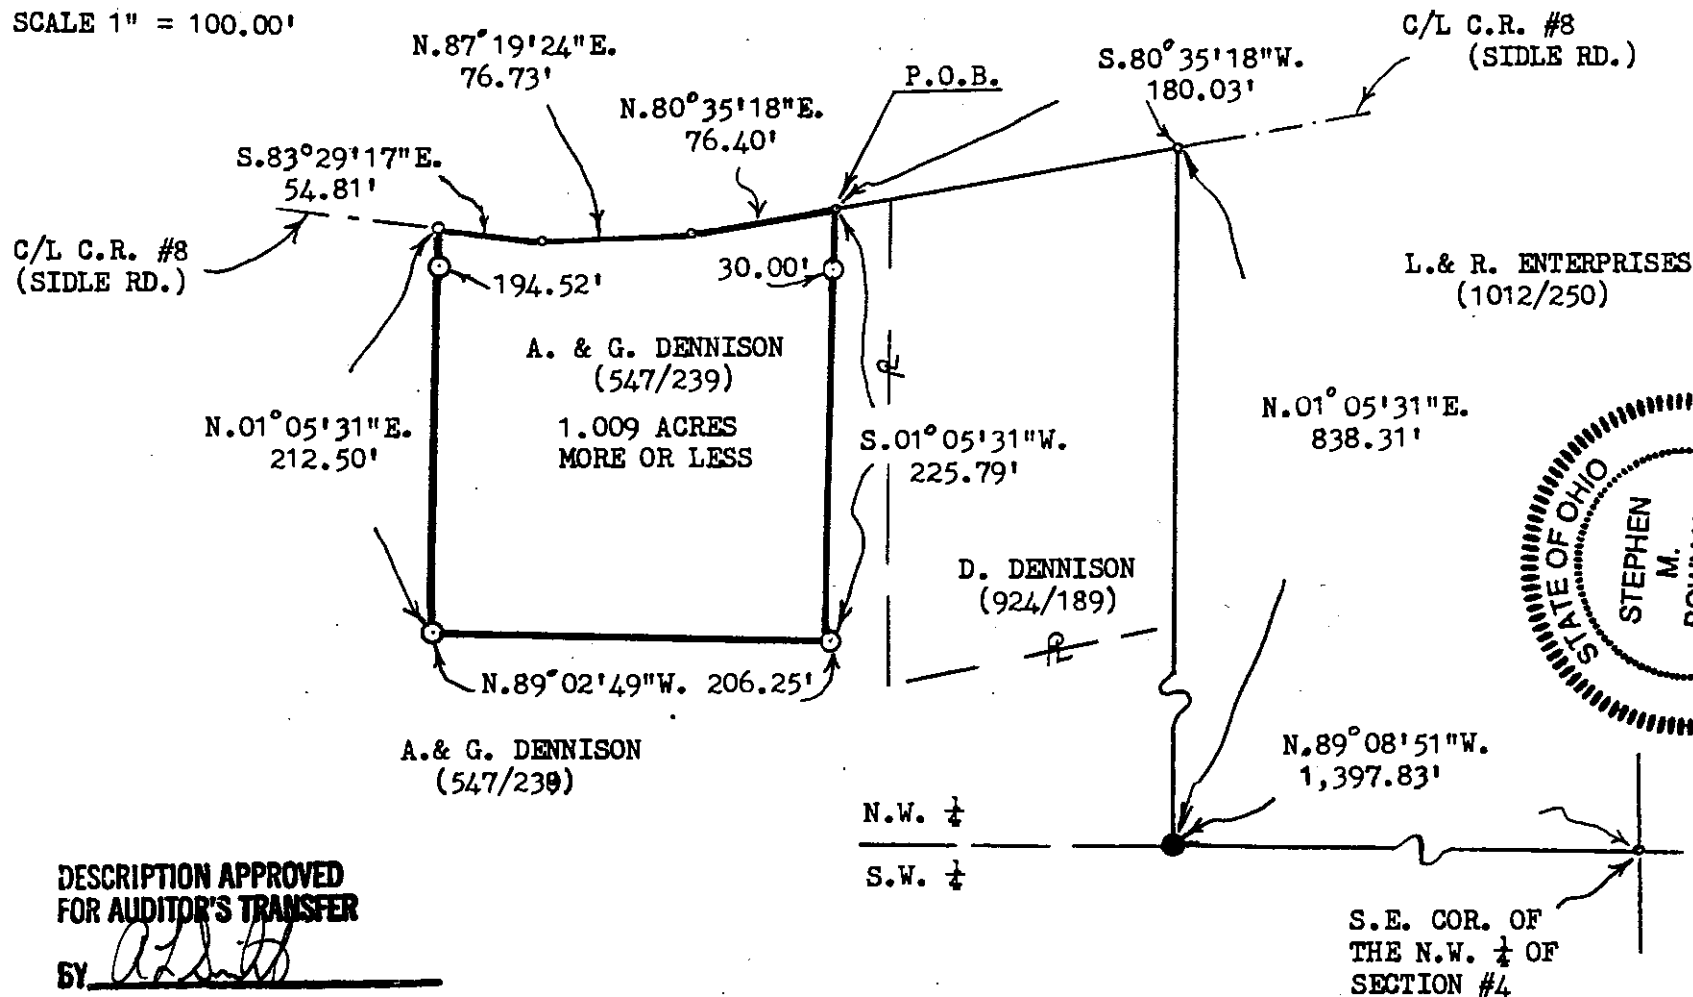 SCALE 1" = 100.00'
C/L C.R. #8
(SIDLE RD.)
N.87°19'24"E.
76.73'
P.O.B.
S.80°35'18"W.
180.03'
N.80°35'18"E.
76.40'
S.83°29'17"E.
54.81'
C/L C.R. #8
(SIDLE RD.)
194.52'
30.00'
L.& R. ENTERPRISES
(1012/250)
A. & G. DENNISON
(547/239)
1.009 ACRES
MORE OR LESS
N.01°05'31"E.
212.50'
S.01°05'31"W.
225.79'
N.01°05'31"E.
838.31'
STATE OF OHIO
STEPHEN
M.
D. DENNISON
(924/189)
PL
PL
N.89°02'49"W. 206.25'
A.& G. DENNISON
(547/239)
N.89°08'51"W.
1,397.83'
N.W. ¼
S.W. ¼
DESCRIPTION APPROVED
FOR AUDITOR'S TRANSFER
BY
S.E. COR. OF
THE N.W. ¼ OF
SECTION #4